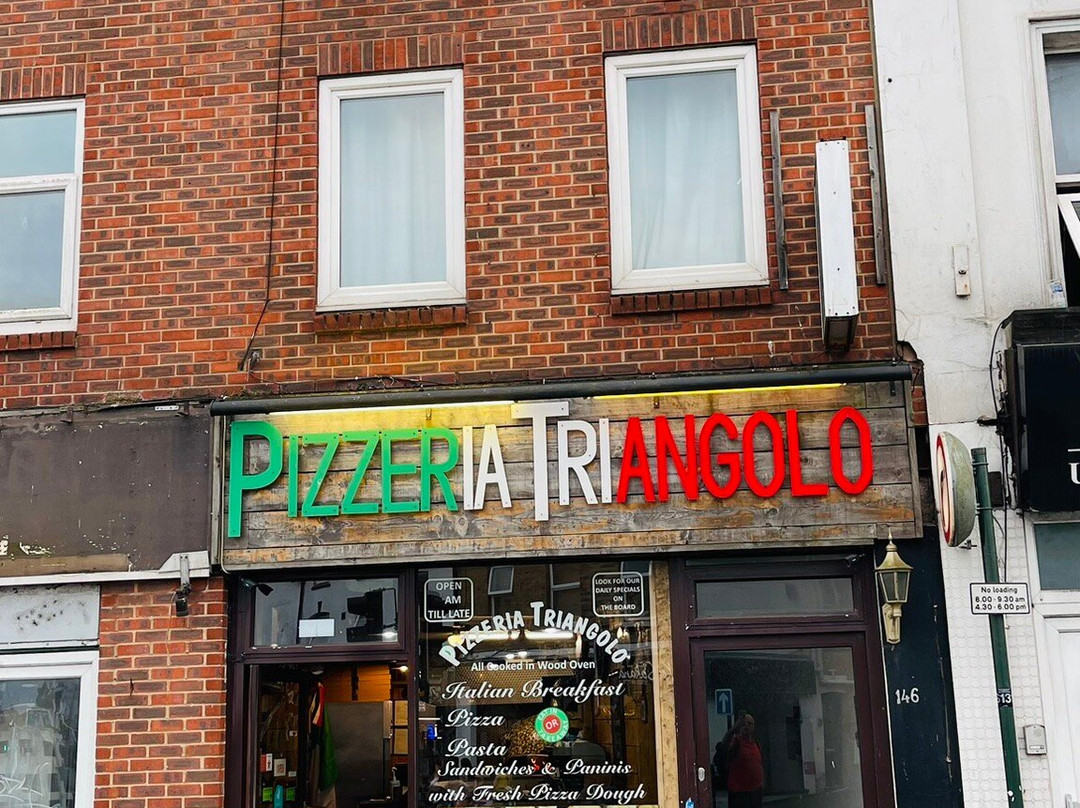 PIZZERIA TRIANGOLO
OPEN
AM
TILL LATE
LOOK FOR OUR
DAILY SPECIALS
ON
THE BOARD
PIZZERIA TRIANGOLO
All Cooked in Wood Oven
Italian Breakfast
Pizza
OR
Pasta
Sandwiches & Paninis
with Fresh Pizza Dough
No loading
8.00 - 9.30 am
4.30 - 6.00 pm
146